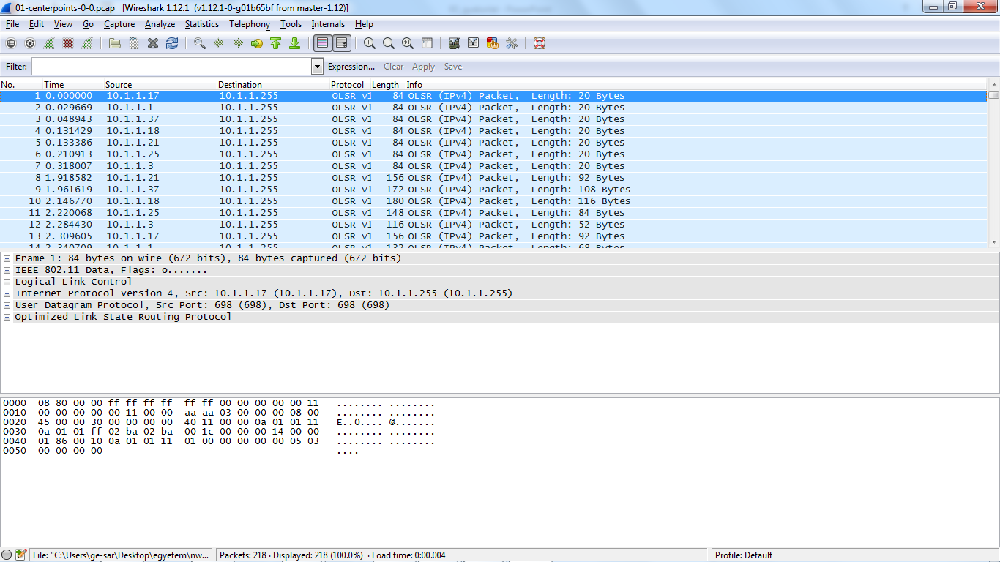 01-centerpoints-0-0.pcap [Wireshark 1.12.1 (v1.12.1-0-g01b65bf from master-1.12)]
File Edit View Go Capture Analyze Statistics Telephony Tools Internals Help
Filter: Expression... Clear Apply Save
No. Time Source Destination Protocol Length Info
1 0.000000 10.1.1.17 10.1.1.255 OLSR v1 84 OLSR (IPv4) Packet, Length: 20 Bytes
2 0.029669 10.1.1.1 10.1.1.255 OLSR v1 84 OLSR (IPv4) Packet, Length: 20 Bytes
3 0.048943 10.1.1.37 10.1.1.255 OLSR v1 84 OLSR (IPv4) Packet, Length: 20 Bytes
4 0.131429 10.1.1.18 10.1.1.255 OLSR v1 84 OLSR (IPv4) Packet, Length: 20 Bytes
5 0.133386 10.1.1.21 10.1.1.255 OLSR v1 84 OLSR (IPv4) Packet, Length: 20 Bytes
6 0.210913 10.1.1.25 10.1.1.255 OLSR v1 84 OLSR (IPv4) Packet, Length: 20 Bytes
7 0.318007 10.1.1.3 10.1.1.255 OLSR v1 84 OLSR (IPv4) Packet, Length: 20 Bytes
8 1.918582 10.1.1.21 10.1.1.255 OLSR v1 156 OLSR (IPv4) Packet, Length: 92 Bytes
9 1.961619 10.1.1.37 10.1.1.255 OLSR v1 172 OLSR (IPv4) Packet, Length: 108 Bytes
10 2.146770 10.1.1.18 10.1.1.255 OLSR v1 180 OLSR (IPv4) Packet, Length: 116 Bytes
11 2.220068 10.1.1.25 10.1.1.255 OLSR v1 148 OLSR (IPv4) Packet, Length: 84 Bytes
12 2.284430 10.1.1.3 10.1.1.255 OLSR v1 116 OLSR (IPv4) Packet, Length: 52 Bytes
13 2.309605 10.1.1.17 10.1.1.255 OLSR v1 156 OLSR (IPv4) Packet, Length: 92 Bytes
14 2.340709 10.1.1.1 10.1.1.255 OLSR v1 132 OLSR (IPv4) Packet, Length: 68 Bytes
Frame 1: 84 bytes on wire (672 bits), 84 bytes captured (672 bits)
IEEE 802.11 Data, Flags: o.......
Logical-Link Control
Internet Protocol Version 4, Src: 10.1.1.17 (10.1.1.17), Dst: 10.1.1.255 (10.1.1.255)
User Datagram Protocol, Src Port: 698 (698), Dst Port: 698 (698)
Optimized Link State Routing Protocol
0000 08 80 00 00 ff ff ff ff ff ff 00 00 00 00 00 11 ........ ........
0010 00 00 00 00 00 11 00 00 aa aa 03 00 00 00 08 00 ........ ........
0020 45 00 00 30 00 00 00 00 40 11 00 00 0a 01 01 11 E..0.... @.......
0030 0a 01 01 ff 02 ba 02 ba 00 1c 00 00 00 14 00 00 ........ ........
0040 01 86 00 10 0a 01 01 11 01 00 00 00 00 00 05 03 ........ ........
0050 00 00 00 00 ....
File: "C:\Users\ge-sar\Desktop\egyetem\nw... Packets: 218 · Displayed: 218 (100.0%) · Load time: 0:00.004 Profile: Default